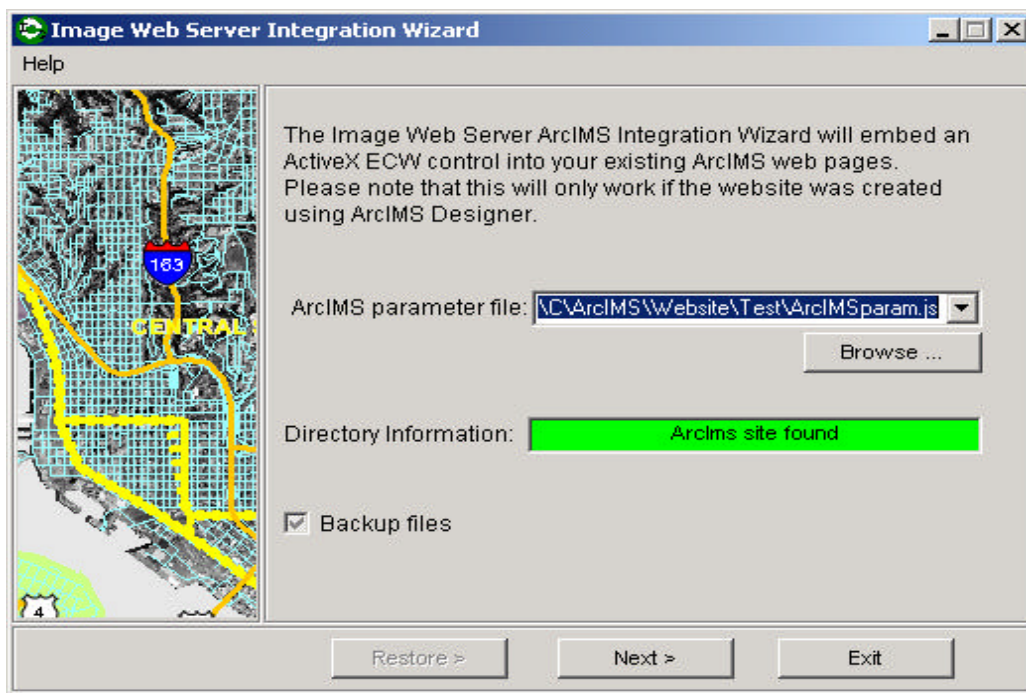 Image Web Server Integration Wizard
Help
The Image Web Server ArcIMS Integration Wizard will embed an
ActiveX ECW control into your existing ArcIMS web pages.
Please note that this will only work if the website was created
using ArcIMS Designer.
ArcIMS parameter file: \C\ArcIMS\Website\Test\ArcIMSparam.js
Browse ...
Directory Information: ArcIms site found
Backup files
163
CENTRAL S
4
Restore >
Next >
Exit